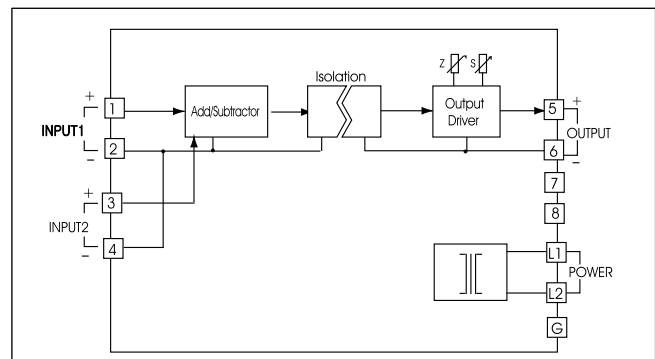 Isolation
Z S
+
1
Add/Subtractor
Output
Driver
5
+
INPUT1
OUTPUT
-
2
6
-
+
3
7
INPUT2
8
-
4
L1
POWER
L2
G